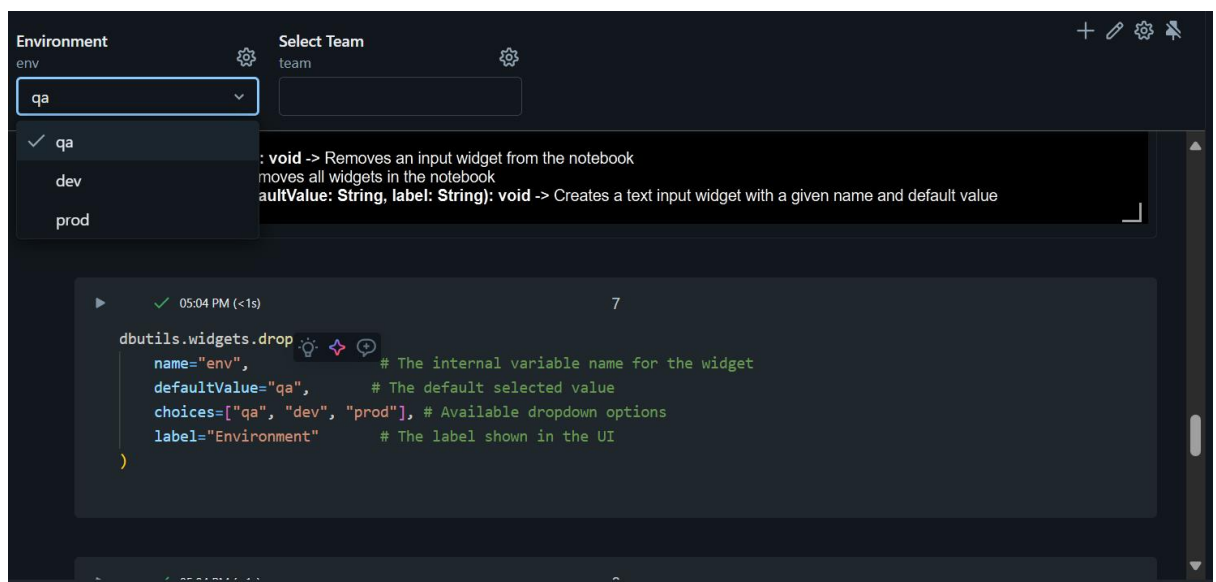 Environment
env
Select Team
team
qa
qa
dev
prod
: void -> Removes an input widget from the notebook
moves all widgets in the notebook
aultValue: String, label: String): void -> Creates a text input widget with a given name and default value
05:04 PM (<1s)
7
dbutils.widgets.drop
name="env", # The internal variable name for the widget
defaultValue="qa", # The default selected value
choices=["qa", "dev", "prod"], # Available dropdown options
label="Environment" # The label shown in the UI
)